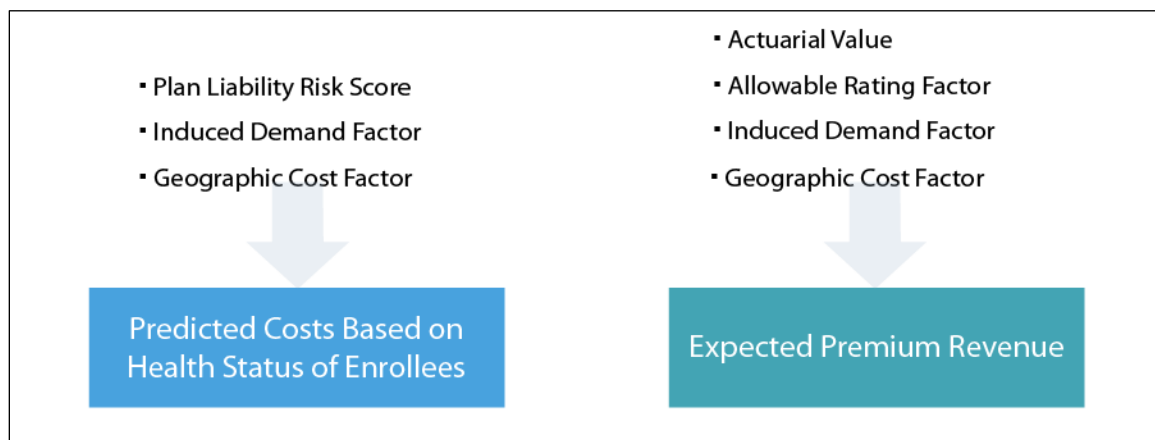 ▪ Plan Liability Risk Score
▪ Induced Demand Factor
▪ Geographic Cost Factor
Predicted Costs Based on
Health Status of Enrollees
▪ Actuarial Value
▪ Allowable Rating Factor
▪ Induced Demand Factor
▪ Geographic Cost Factor
Expected Premium Revenue